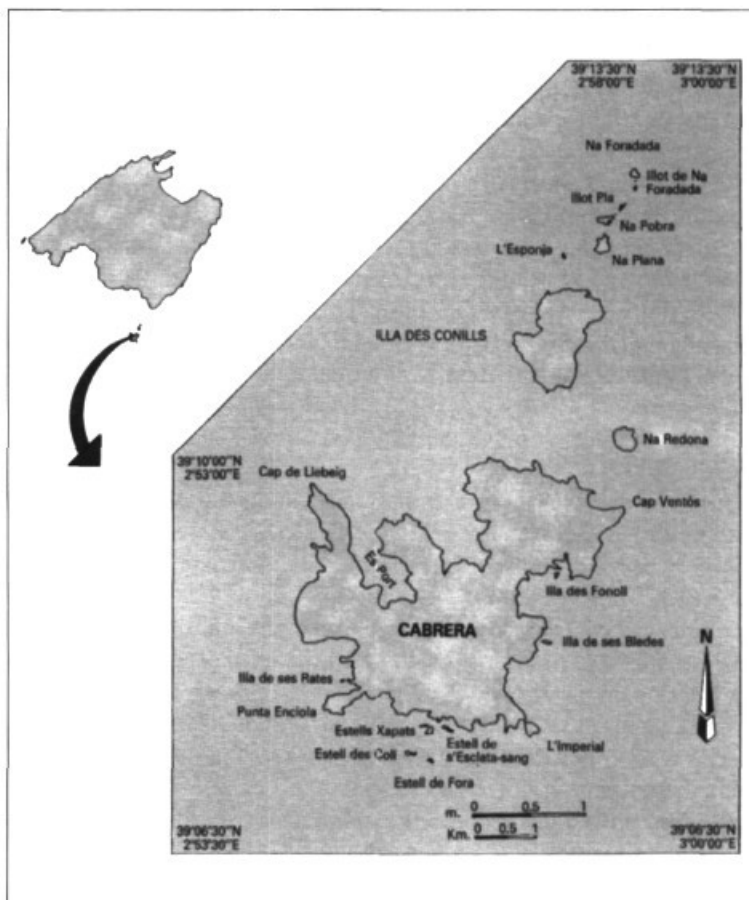 39°13'30"N
2°58'00"E
39°13'30"N
3°00'00"E
Na Foradada
Illot de Na
Foradada
Illot Pla
Na Pobra
L'Esponja
Na Plana
ILLA DES CONILLS
Na Redona
39°10'00"N
2°53'00"E
Cap de Llebeig
Cap Ventós
Es Port
Illa des Fonoll
CABRERA
Illa de ses Bledes
N
Illa de ses Rates
Punta Enciola
Estells Xapats
Estell de
s'Esclata-sang
L'Imperial
Estell des Coll
Estell de Fora
m. 0 0.5 1
Km. 0 0.5 1
39°06'30"N
2°53'30"E
39°06'30"N
3°00'00"E